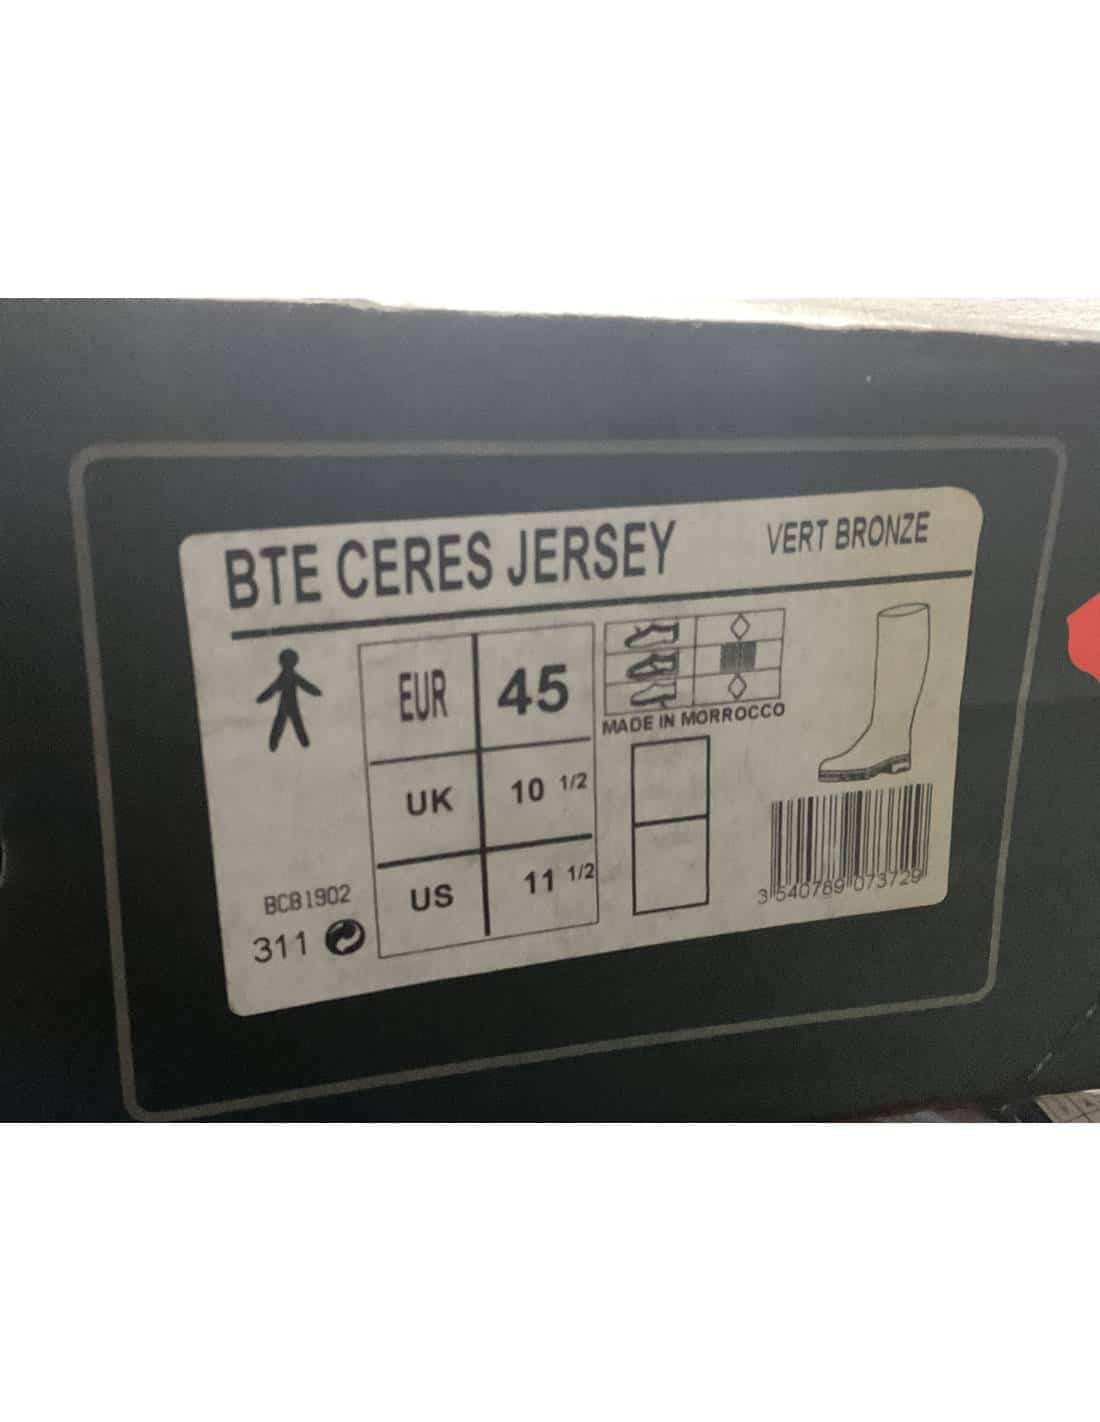 BTE CERES JERSEY
VERT BRONZE
EUR 45
UK 10 1/2
US 11 1/2
MADE IN MORROCCO
BCB1902
311
3 540789 073729